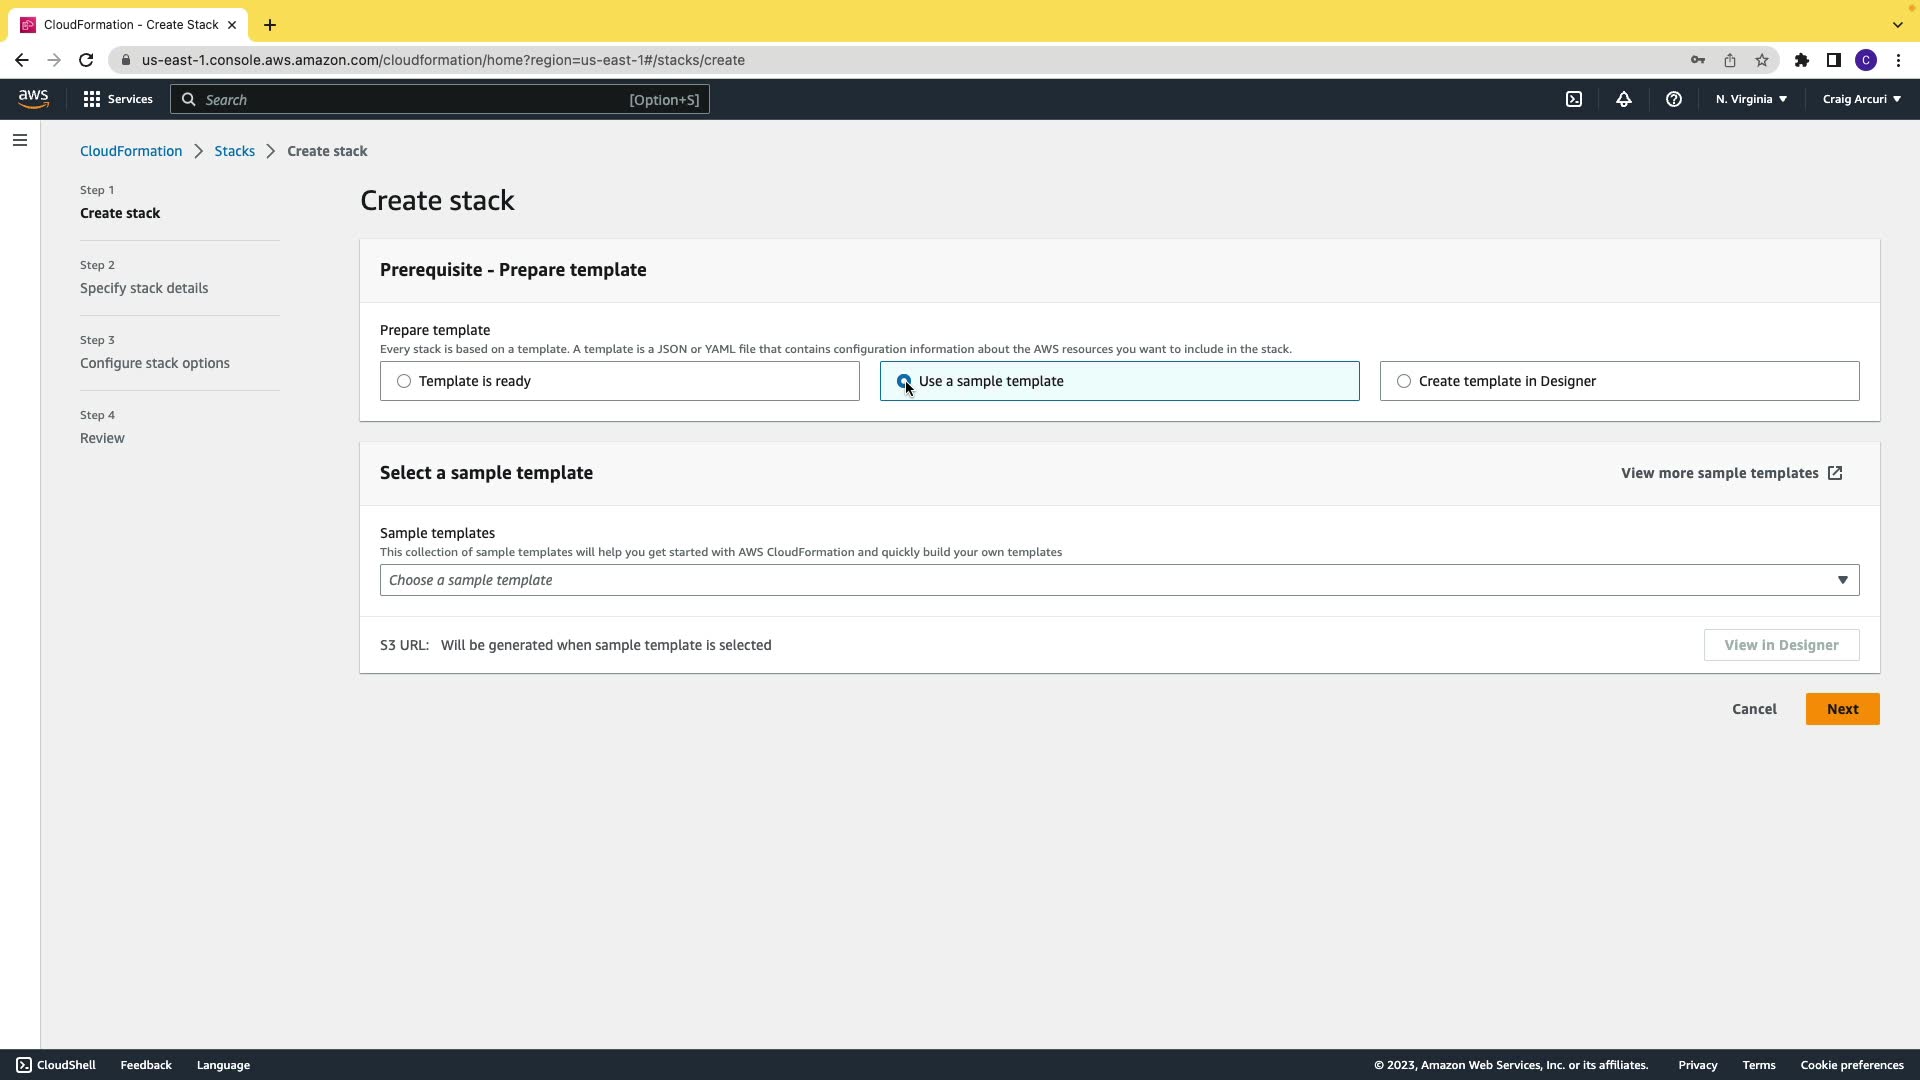 CloudFormation - Create Stack
us-east-1.console.aws.amazon.com/cloudformation/home?region=us-east-1#/stacks/create
C
aws
Services
Search
[Option+S]
N. Virginia
Craig Arcuri
CloudFormation
Stacks
Create stack
Step 1
Create stack
Step 2
Specify stack details
Step 3
Configure stack options
Step 4
Review
Create stack
Prerequisite - Prepare template
Prepare template
Every stack is based on a template. A template is a JSON or YAML file that contains configuration information about the AWS resources you want to include in the stack.
Template is ready
Use a sample template
Create template in Designer
Select a sample template
View more sample templates
Sample templates
This collection of sample templates will help you get started with AWS CloudFormation and quickly build your own templates
Choose a sample template
S3 URL: Will be generated when sample template is selected
View in Designer
Cancel
Next
CloudShell
Feedback
Language
© 2023, Amazon Web Services, Inc. or its affiliates.
Privacy
Terms
Cookie preferences